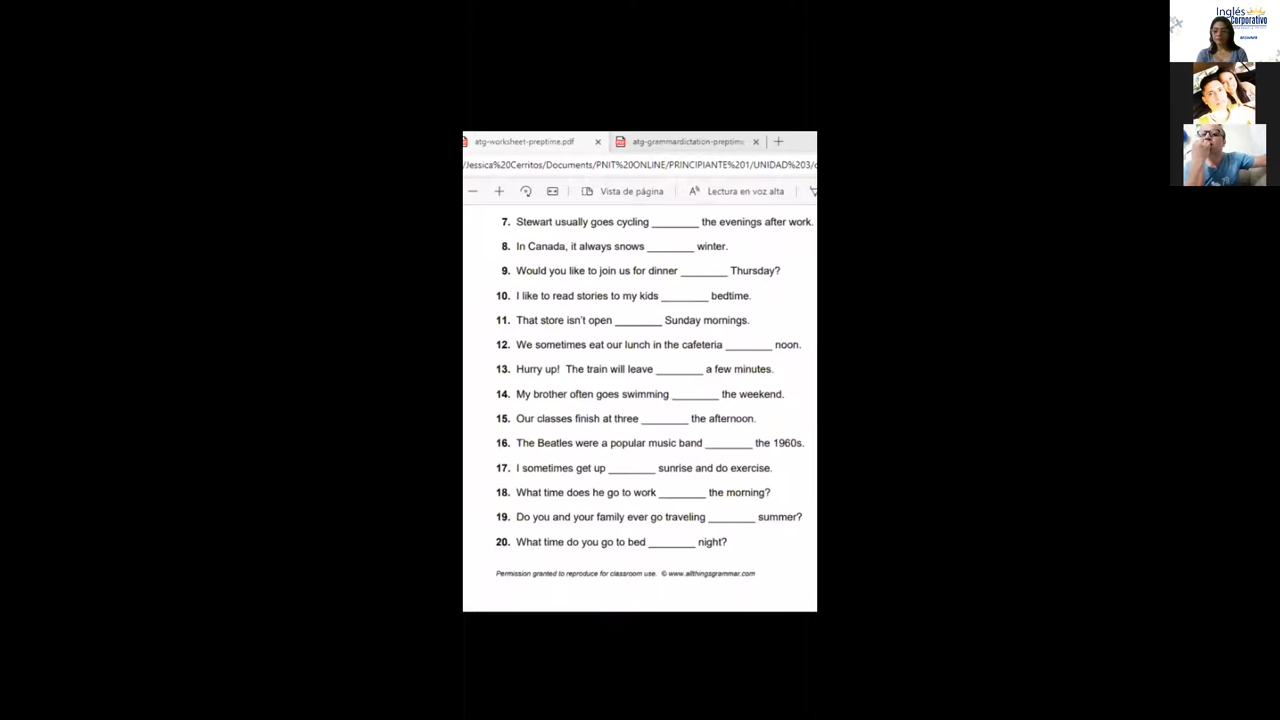 Inglés
Corporativo
BEGINNER
atg-worksheet-preptime.pdf
atg-grammardictation-preptime
/Jessica%20Cerritos/Documents/PNIT%20ONLINE/PRINCIPIANTE%201/UNIDAD%203/c
Vista de página
Lectura en voz alta
7. Stewart usually goes cycling ________ the evenings after work.
8. In Canada, it always snows ________ winter.
9. Would you like to join us for dinner ________ Thursday?
10. I like to read stories to my kids ________ bedtime.
11. That store isn't open ________ Sunday mornings.
12. We sometimes eat our lunch in the cafeteria ________ noon.
13. Hurry up! The train will leave ________ a few minutes.
14. My brother often goes swimming ________ the weekend.
15. Our classes finish at three ________ the afternoon.
16. The Beatles were a popular music band ________ the 1960s.
17. I sometimes get up ________ sunrise and do exercise.
18. What time does he go to work ________ the morning?
19. Do you and your family ever go traveling ________ summer?
20. What time do you go to bed ________ night?
Permission granted to reproduce for classroom use. © www.allthingsgrammar.com